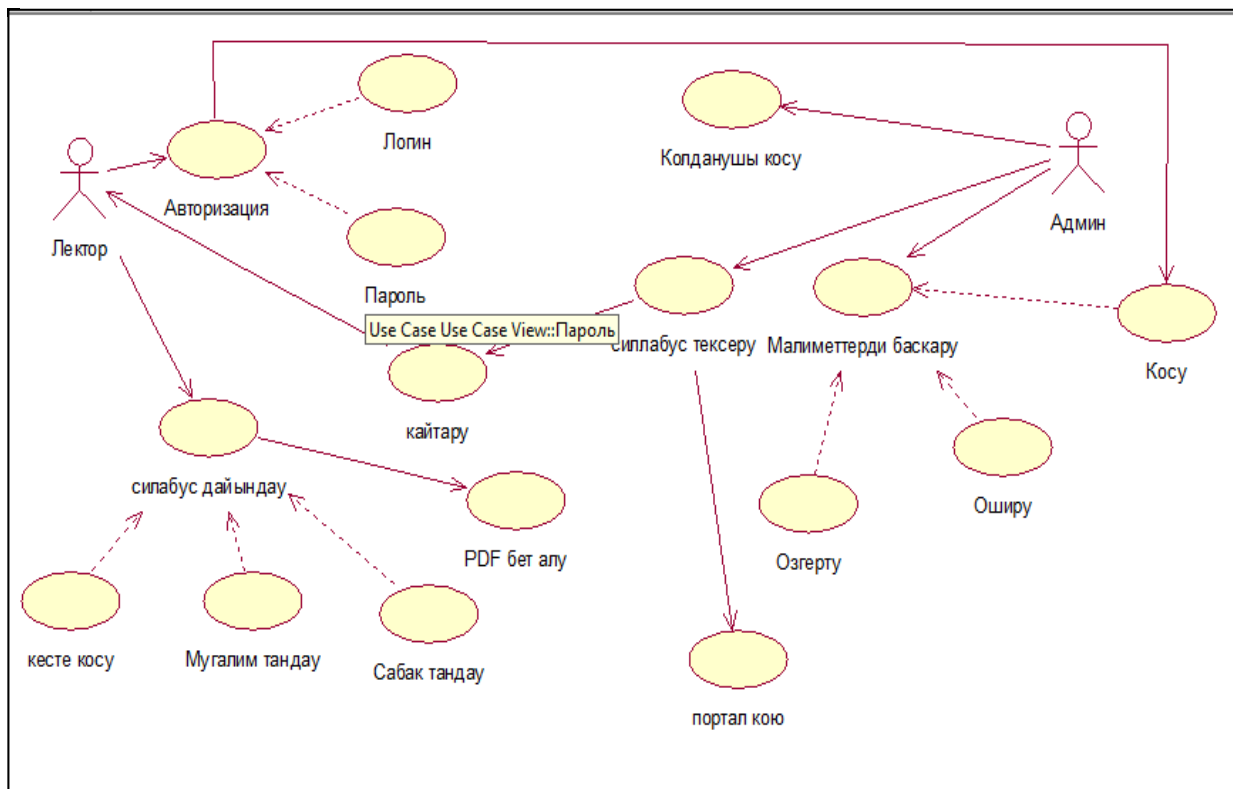 Логин
Колданушы косу
Авторизация
Админ
Лектор
Пароль
Use Case Use Case View::Пароль
силлабус тексеру
Малиметтерди баскару
Косу
кайтару
силабус дайындау
Оширу
PDF бет алу
Озгерту
кесте косу
Мугалим тандау
Сабак тандау
портал кою